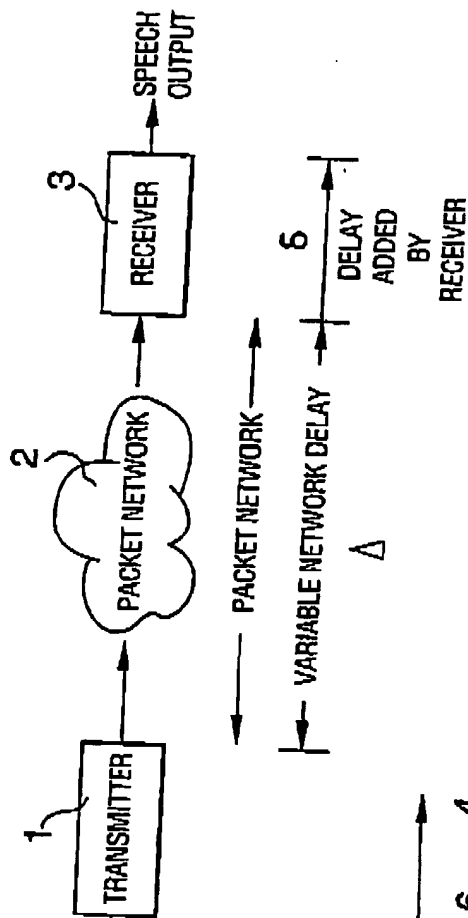 1
TRANSMITTER
2
PACKET NETWORK
3
RECEIVER
SPEECH
OUTPUT
PACKET NETWORK
VARIABLE NETWORK DELAY
Δ
δ
DELAY
ADDED
BY
RECEIVER